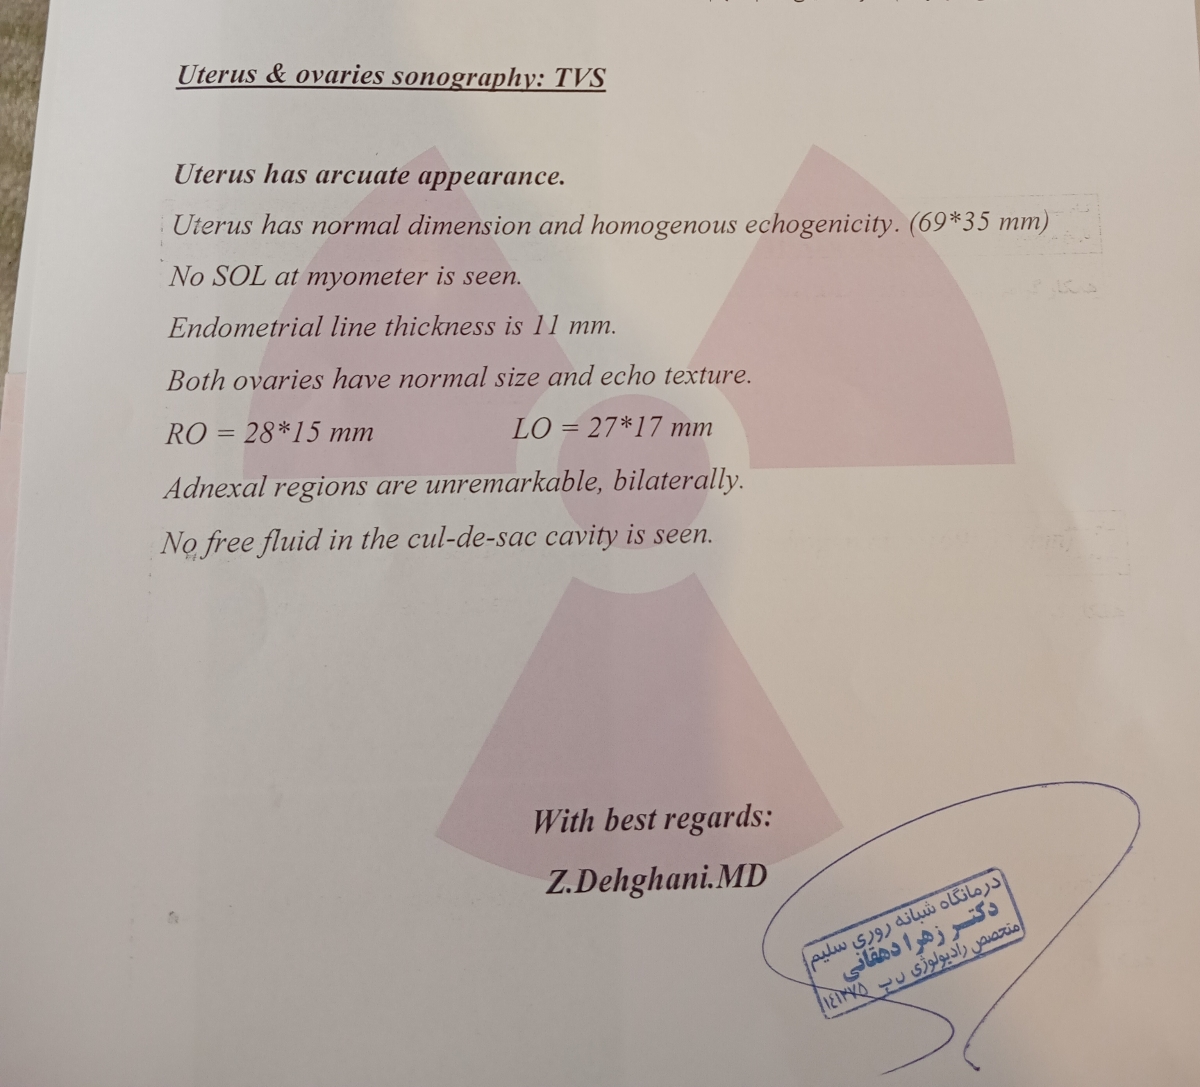 Uterus & ovaries sonography: TVS
Uterus has arcuate appearance.
Uterus has normal dimension and homogenous echogenicity. (69*35 mm)
No SOL at myometer is seen.
Endometrial line thickness is 11 mm.
Both ovaries have normal size and echo texture.
RO = 28*15 mm LO = 27*17 mm
Adnexal regions are unremarkable, bilaterally.
No free fluid in the cul-de-sac cavity is seen.
With best regards:
Z.Dehghani.MD
درمانگاه شبانه روزی سلیم
دکتر زهرا دهقانی
متخصص رادیولوژی